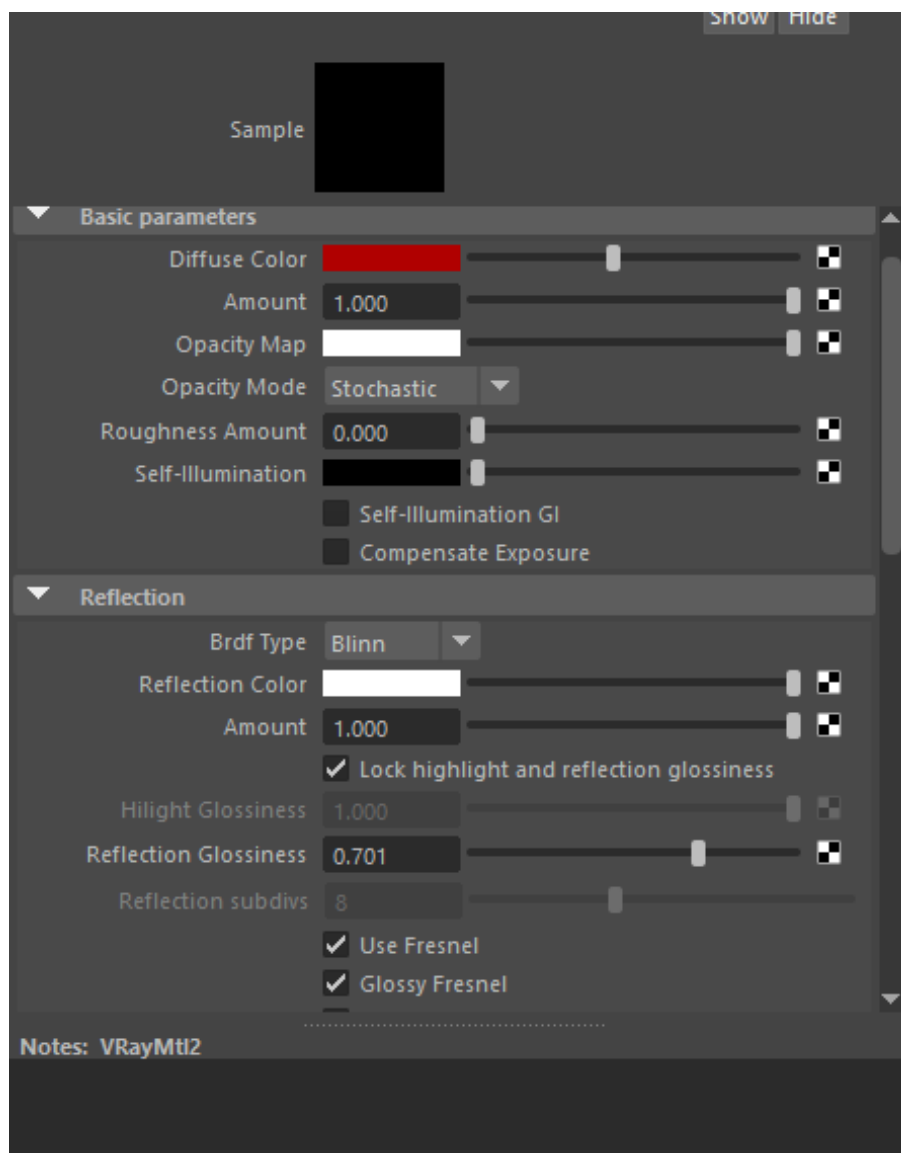 Show Hide
Sample
Basic parameters
Diffuse Color
Amount 1.000
Opacity Map
Opacity Mode Stochastic
Roughness Amount 0.000
Self-Illumination
Self-Illumination GI
Compensate Exposure
Reflection
Brdf Type Blinn
Reflection Color
Amount 1.000
Lock highlight and reflection glossiness
Hilight Glossiness 1.000
Reflection Glossiness 0.701
Reflection subdivs 8
Use Fresnel
Glossy Fresnel
Notes: VRayMtl2